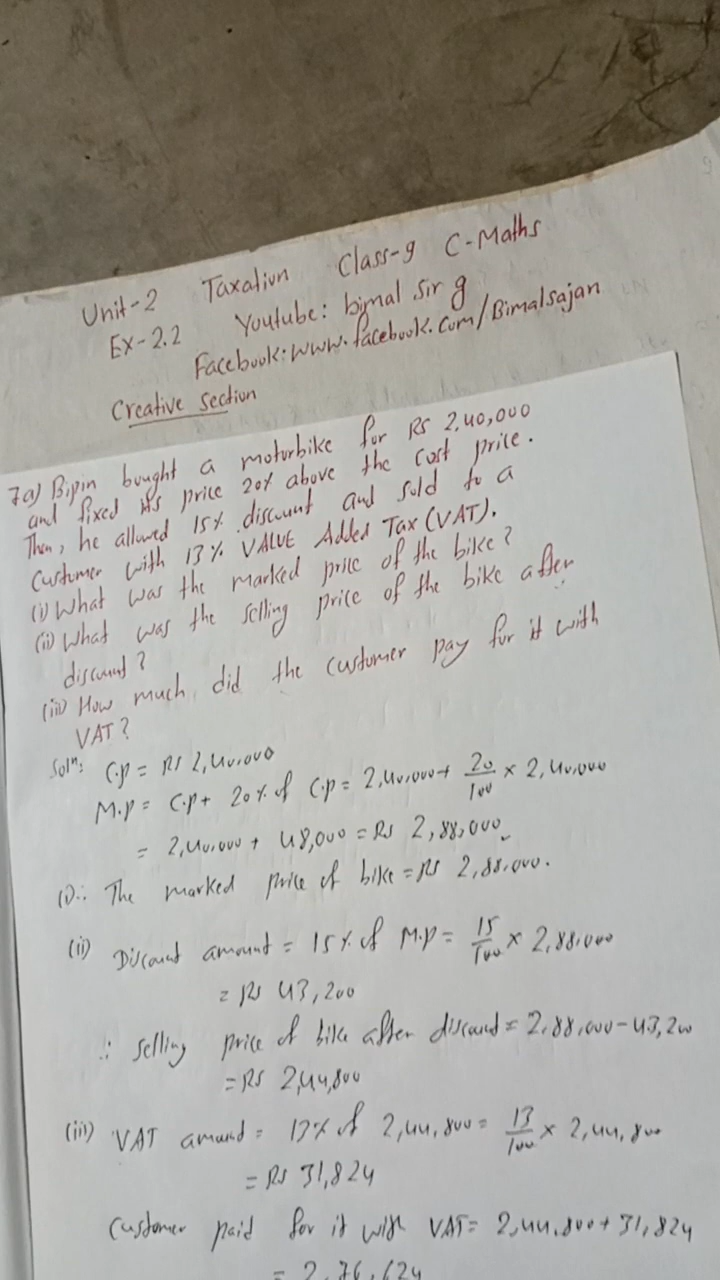 Unit-2 Taxation Class-9 C-Maths
Ex-2.2 Youtube: bimal sir g
Facebook: www.facebook.com/Bimalsajan
Creative section
7a) Bipin bought a motorbike for RS 2,40,000
and fixed its price 20% above the cost price.
Then, he allowed 15% discount and sold to a
Customer with 13% VALUE Added Tax (VAT).
(i) What was the marked price of the bike?
(ii) What was the selling price of the bike after
discount?
(iii) How much did the customer pay for it with
VAT?
Solⁿ: C.p = RS 2,40,000
M.p = C.p + 20% of C.p = 2,40,000 + 20/100 × 2,40,000
= 2,40,000 + 48,000 = RS 2,88,000
(i) ∴ The marked price of bike = RS 2,88,000.
(ii) Discount amount = 15% of M.p = 15/100 × 2,88,000
= RS 43,200
∴ selling price of bike after discount = 2,88,000 - 43,200
= RS 2,44,800
(iii) VAT amount = 13% of 2,44,800 = 13/100 × 2,44,800
= RS 31,824
Customer paid for it with VAT = 2,44,800 + 31,824
= 2,76,624